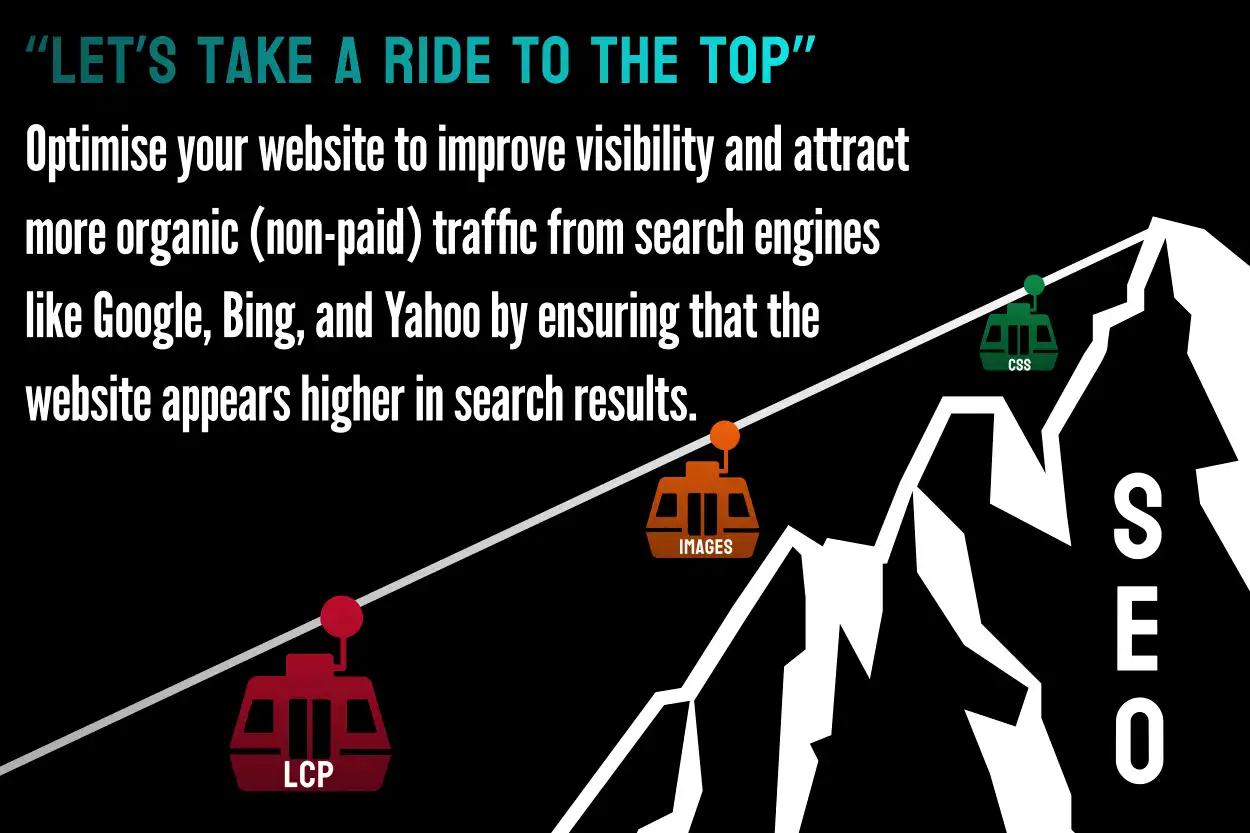 “LET’S TAKE A RIDE TO THE TOP”
Optimise your website to improve visibility and attract
more organic (non-paid) traffic from search engines
like Google, Bing, and Yahoo by ensuring that the
website appears higher in search results.
CSS
IMAGES
LCP
S
E
O